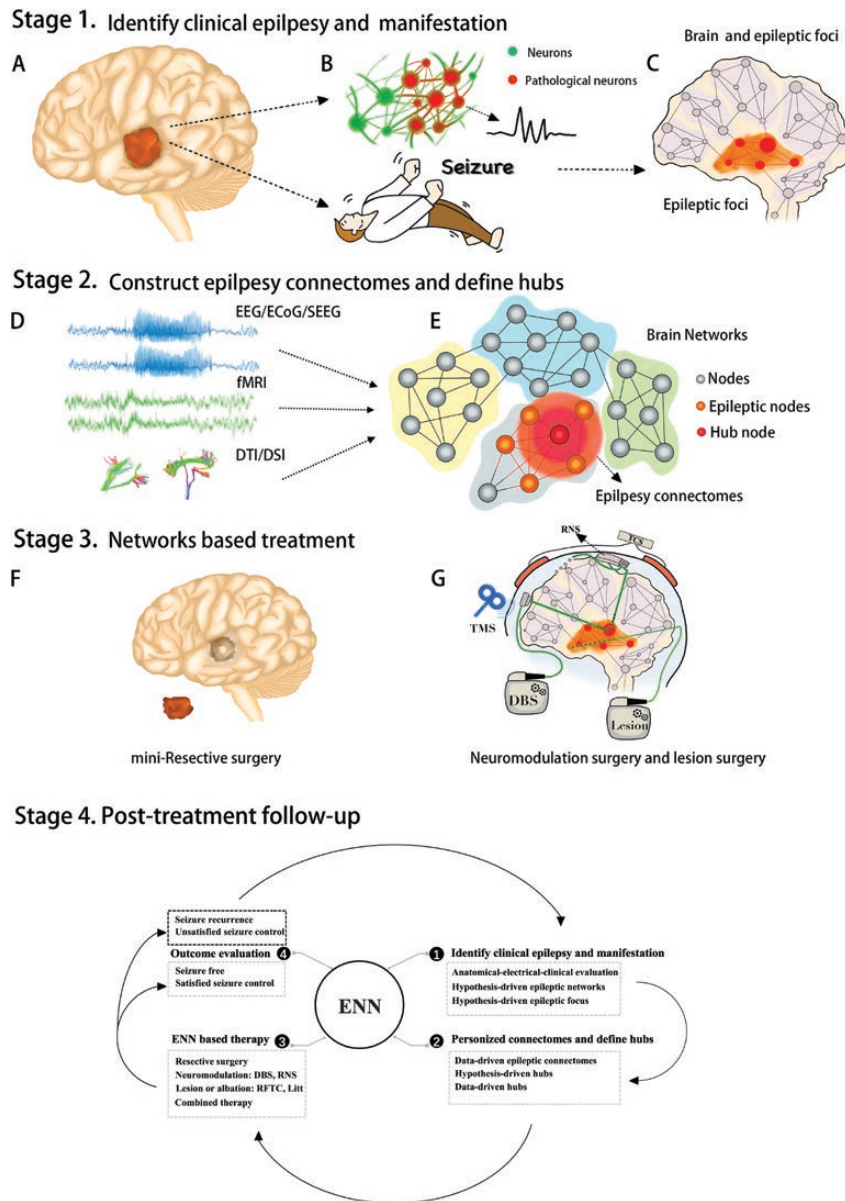 Stage 1. Identify clinical epilpesy and manifestation
A
B
Neurons
Pathological neurons
C
Brain and epileptic foci
Seizure
Epileptic foci
Stage 2. Construct epilpesy connectomes and define hubs
D
EEG/ECoG/SEEG
fMRI
DTI/DSI
E
Brain Networks
Nodes
Epileptic nodes
Hub node
Epilpesy connectomes
Stage 3. Networks based treatment
F
mini-Resective surgery
G
RNS
TCS
TMS
DBS
Lesion
Neuromodulation surgery and lesion surgery
Stage 4. Post-treatment follow-up
Seizure recurrence
Unsatisfied seizure control
Outcome evaluation 4
Seizure free
Satisfied seizure control
ENN
1 Identify clinical epilepsy and manifestation
Anatomical-electrical-clinical evaluation
Hypothesis-driven epileptic networks
Hypothesis-driven epileptic focus
ENN based therapy 3
Resective surgery
Neuromodulation: DBS, RNS
Lesion or albation: RFTC, Litt
Combined therapy
2 Personized connectomes and define hubs
Data-driven epileptic connectomes
Hypothesis-driven hubs
Data-driven hubs